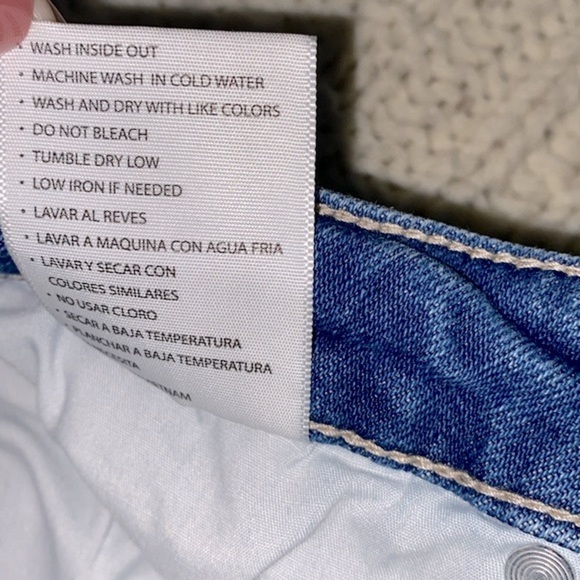 • WASH INSIDE OUT
• MACHINE WASH IN COLD WATER
• WASH AND DRY WITH LIKE COLORS
• DO NOT BLEACH
• TUMBLE DRY LOW
• LOW IRON IF NEEDED
• LAVAR AL REVES
• LAVAR A MAQUINA CON AGUA FRIA
• LAVAR Y SECAR CON
COLORES SIMILARES
• NO USAR CLORO
• SECAR A BAJA TEMPERATURA
PLANCHAR A BAJA TEMPERATURA